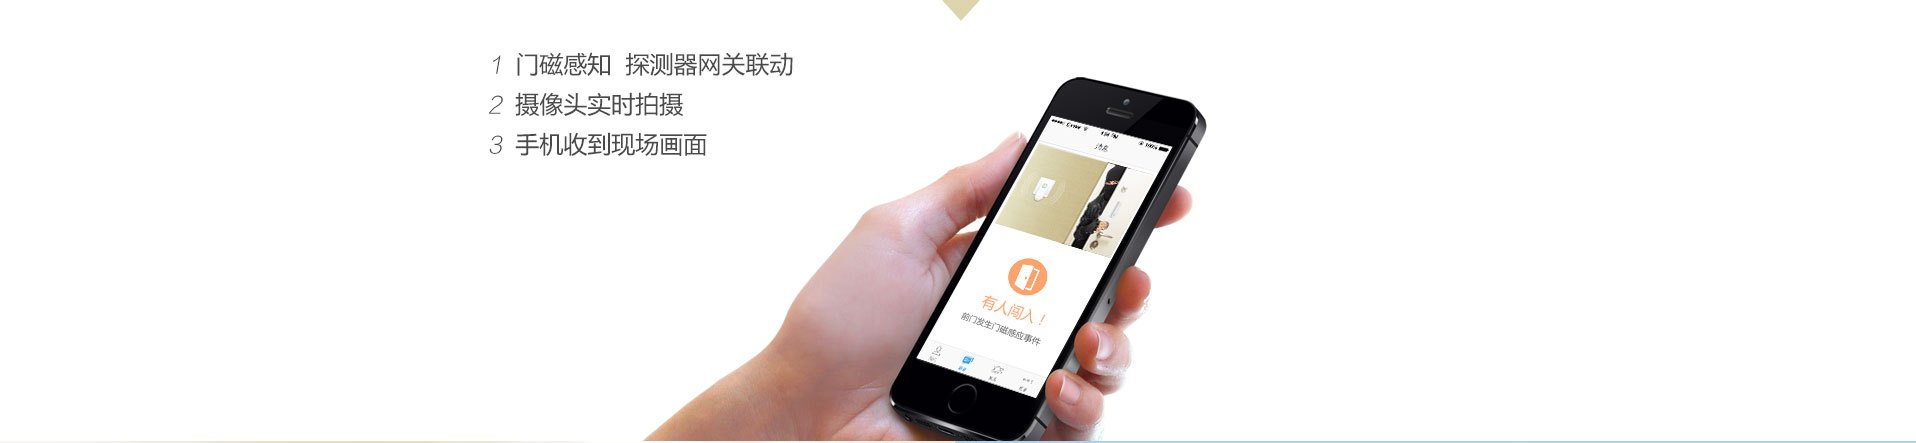 1 门磁感知 探测器网关联动
2 摄像头实时拍摄
3 手机收到现场画面
消息
有人闯入！
前门发生门磁感应事件